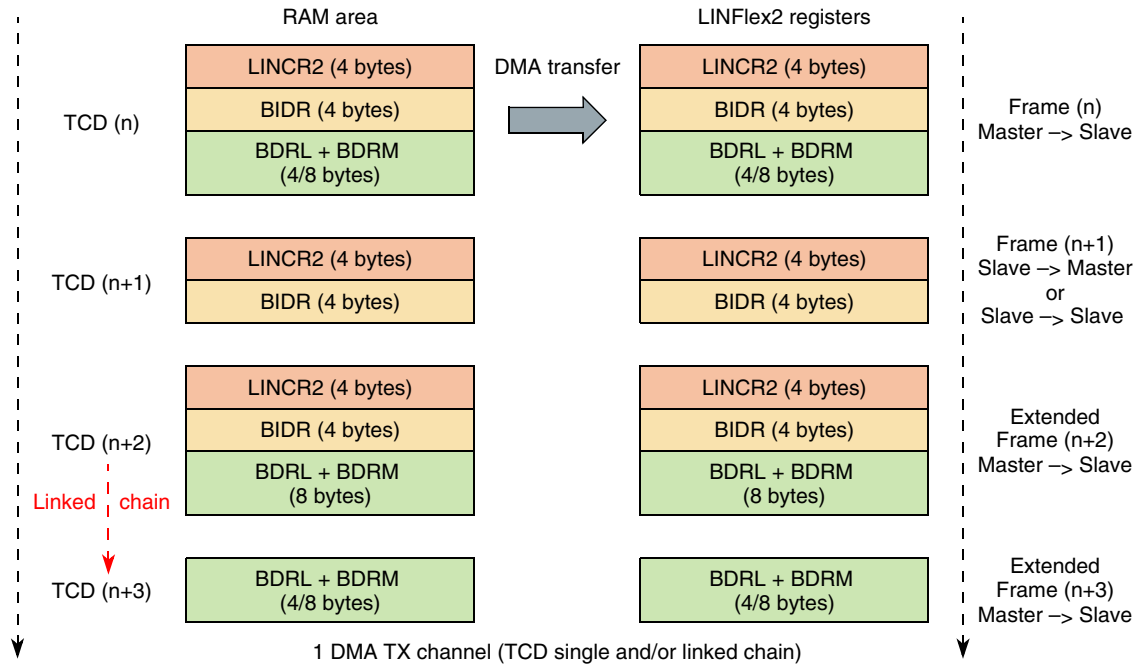 RAM area
LINFlex2 registers
TCD (n)
LINCR2 (4 bytes)
BIDR (4 bytes)
BDRL + BDRM
(4/8 bytes)
DMA transfer
LINCR2 (4 bytes)
BIDR (4 bytes)
BDRL + BDRM
(4/8 bytes)
Frame (n)
Master –> Slave
TCD (n+1)
LINCR2 (4 bytes)
BIDR (4 bytes)
LINCR2 (4 bytes)
BIDR (4 bytes)
Frame (n+1)
Slave –> Master
or
Slave –> Slave
TCD (n+2)
LINCR2 (4 bytes)
BIDR (4 bytes)
BDRL + BDRM
(8 bytes)
LINCR2 (4 bytes)
BIDR (4 bytes)
BDRL + BDRM
(8 bytes)
Extended
Frame (n+2)
Master –> Slave
Linked chain
TCD (n+3)
BDRL + BDRM
(4/8 bytes)
BDRL + BDRM
(4/8 bytes)
Extended
Frame (n+3)
Master –> Slave
1 DMA TX channel (TCD single and/or linked chain)